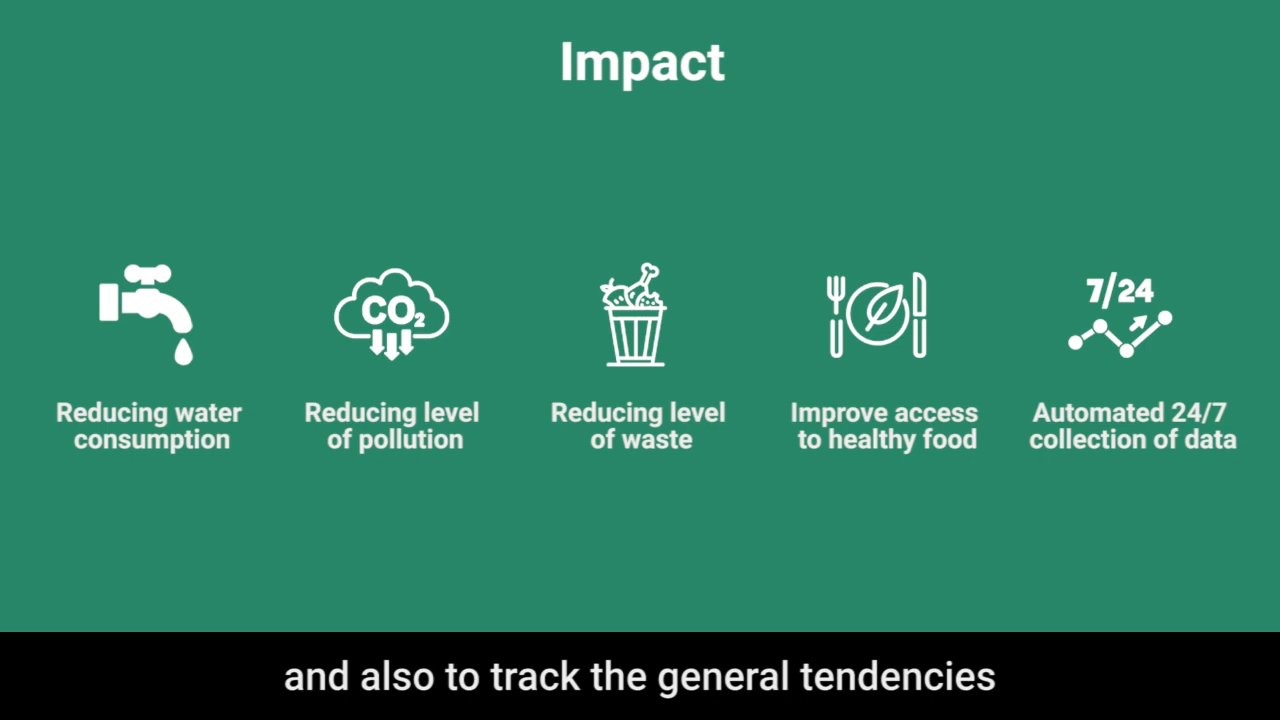 Impact
CO₂
7/24
Reducing water
consumption
Reducing level
of pollution
Reducing level
of waste
Improve access
to healthy food
Automated 24/7
collection of data
and also to track the general tendencies